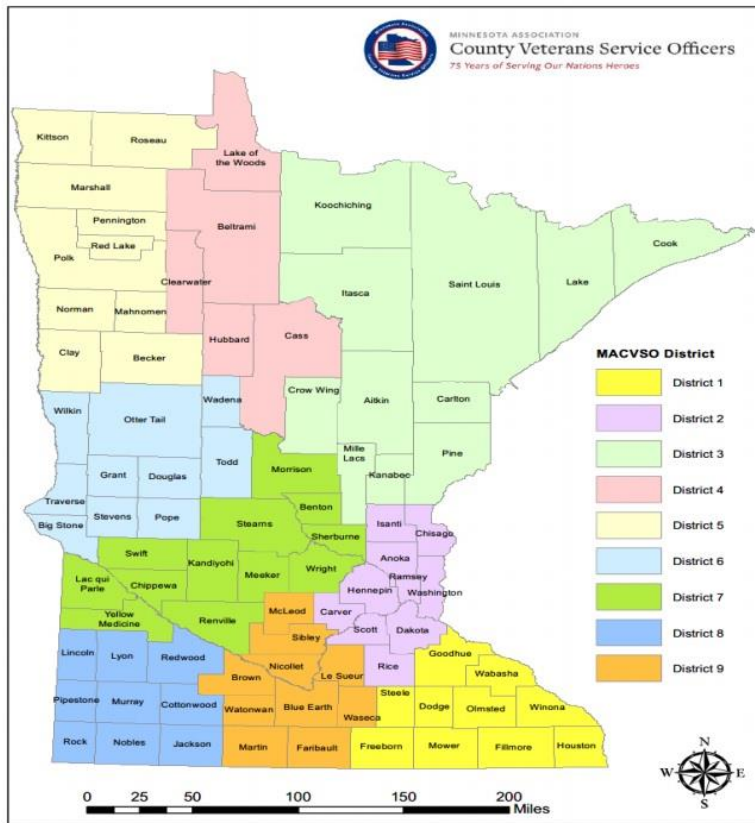 MINNESOTA ASSOCIATION
County Veterans Service Officers
75 Years of Serving Our Nations Heroes
Kittson
Roseau
Lake of
the Woods
Marshall
Koochiching
Pennington
Beltrami
Red Lake
Cook
Polk
Clearwater
Saint Louis
Lake
Itasca
Norman
Mahnomen
Hubbard
Cass
Clay
Becker
MACVSO District
District 1
District 2
District 3
District 4
District 5
District 6
District 7
District 8
District 9
Crow Wing
Aitkin
Carlton
Wadena
Wilkin
Otter Tail
Mille
Lacs
Pine
Todd
Kanabec
Morrison
Grant
Douglas
Traverse
Benton
Big Stone
Stevens
Pope
Stearns
Isanti
Chisago
Sherburne
Anoka
Swift
Kandiyohi
Wright
Ramsey
Lac qui
Parle
Chippewa
Meeker
Hennepin
Washington
Yellow
Medicine
Renville
McLeod
Carver
Scott
Dakota
Sibley
Lincoln
Lyon
Redwood
Nicollet
Le Sueur
Rice
Goodhue
Wabasha
Brown
Steele
Pipestone
Murray
Cottonwood
Watonwan
Blue Earth
Waseca
Dodge
Olmsted
Winona
Rock
Nobles
Jackson
Martin
Faribault
Freeborn
Mower
Fillmore
Houston
N
W
E
S
0
25
50
100
150
200
Miles